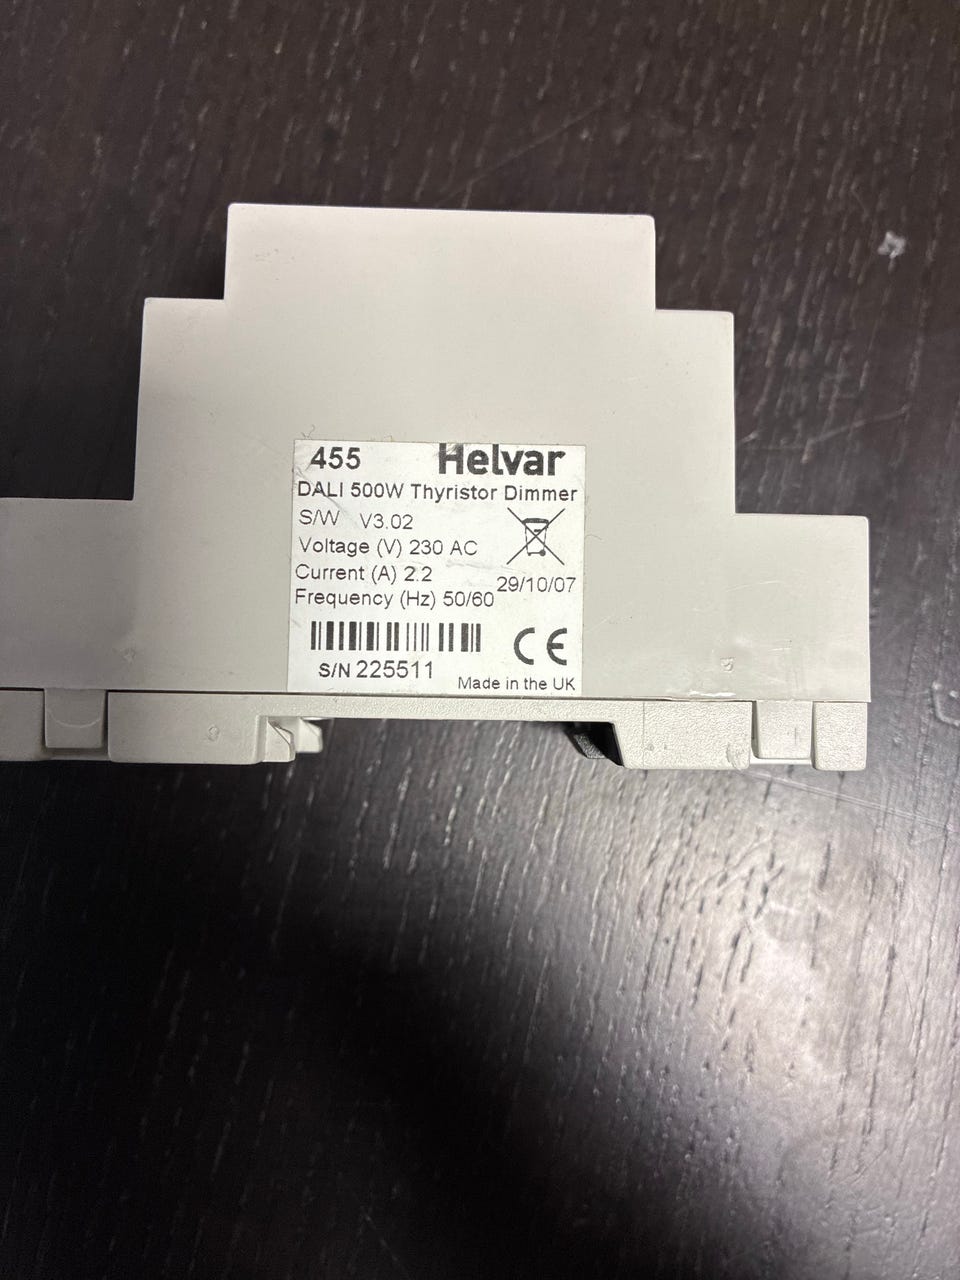 455 Helvar
DALI 500W Thyristor Dimmer
S/W V3.02
Voltage (V) 230 AC
Current (A) 2.2
29/10/07
Frequency (Hz) 50/60
CE
S/N 225511
Made in the UK